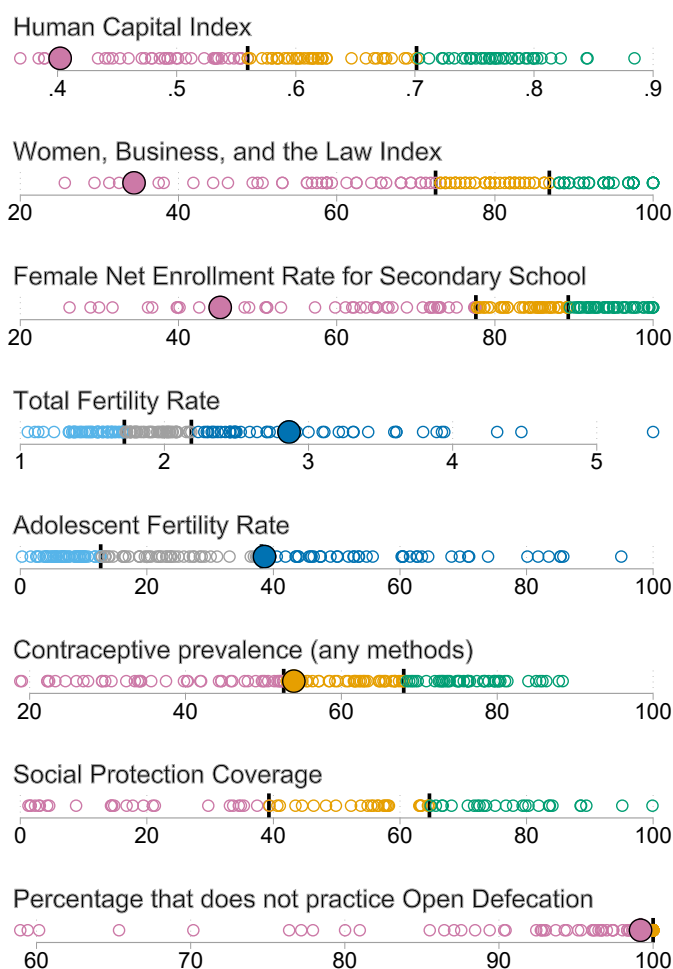 Human Capital Index
.4 .5 .6 .7 .8 .9
Women, Business, and the Law Index
20 40 60 80 100
Female Net Enrollment Rate for Secondary School
20 40 60 80 100
Total Fertility Rate
1 2 3 4 5
Adolescent Fertility Rate
0 20 40 60 80 100
Contraceptive prevalence (any methods)
20 40 60 80 100
Social Protection Coverage
0 20 40 60 80 100
Percentage that does not practice Open Defecation
60 70 80 90 100